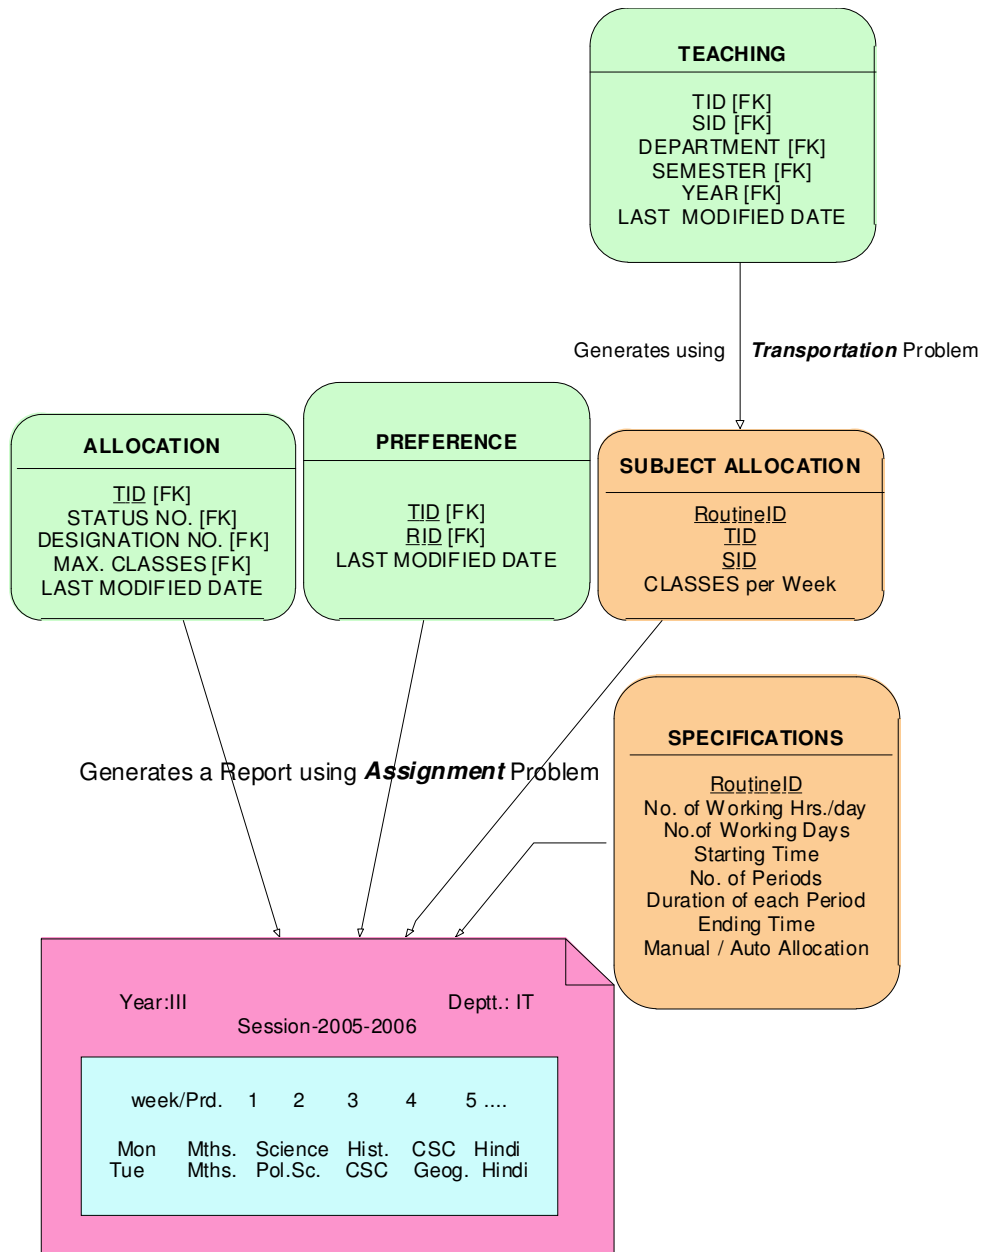 TEACHING
TID [FK]
SID [FK]
DEPARTMENT [FK]
SEMESTER [FK]
YEAR [FK]
LAST MODIFIED DATE
Generates using Transportation Problem
ALLOCATION
TID [FK]
STATUS NO. [FK]
DESIGNATION NO. [FK]
MAX. CLASSES [FK]
LAST MODIFIED DATE
PREFERENCE
TID [FK]
RID [FK]
LAST MODIFIED DATE
SUBJECT ALLOCATION
RoutineID
TID
SID
CLASSES per Week
SPECIFICATIONS
RoutineID
No. of Working Hrs./day
No.of Working Days
Starting Time
No. of Periods
Duration of each Period
Ending Time
Manual / Auto Allocation
Generates a Report using Assignment Problem
Year:III Deptt.: IT
Session-2005-2006
week/Prd. 1 2 3 4 5 ....
Mon Mths. Science Hist. CSC Hindi
Tue Mths. Pol.Sc. CSC Geog. Hindi